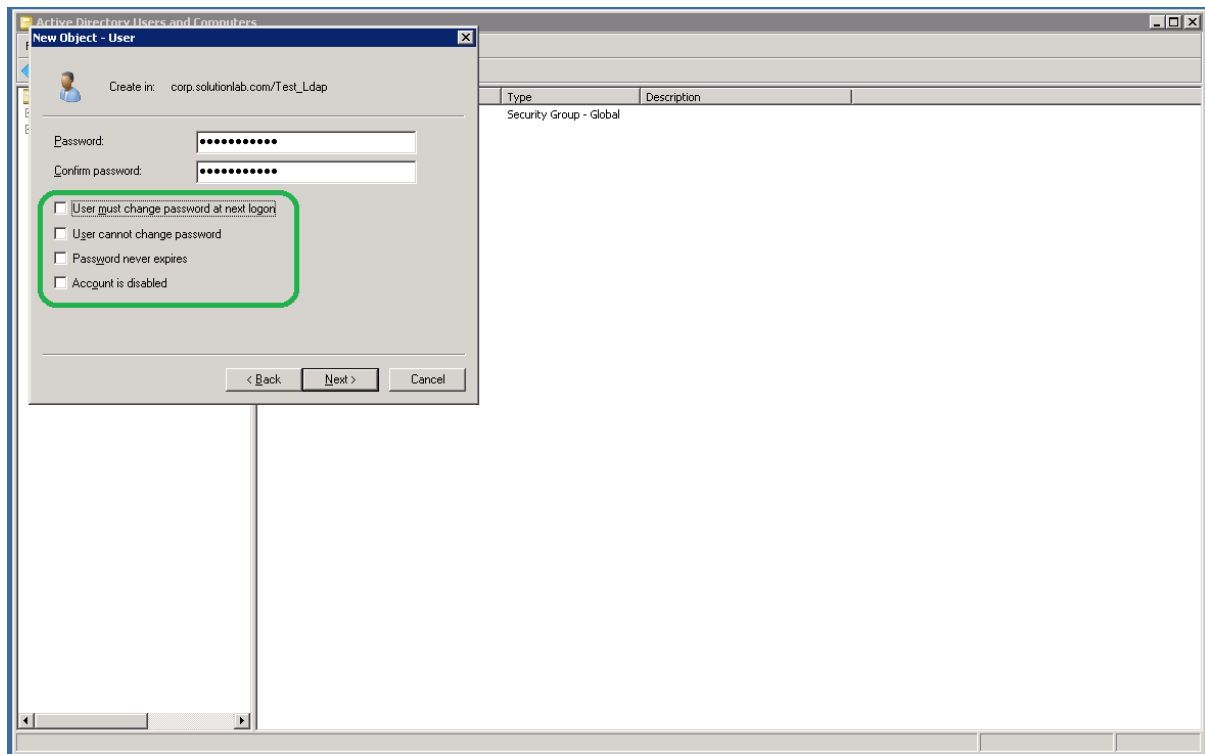 Active Directory Users and Computers
New Object - User
Create in: corp.solutionlab.com/Test_Ldap
Type Description
Security Group - Global
Password: ●●●●●●●●●●●
Confirm password: ●●●●●●●●●●●
User must change password at next logon
User cannot change password
Password never expires
Account is disabled
< Back Next > Cancel